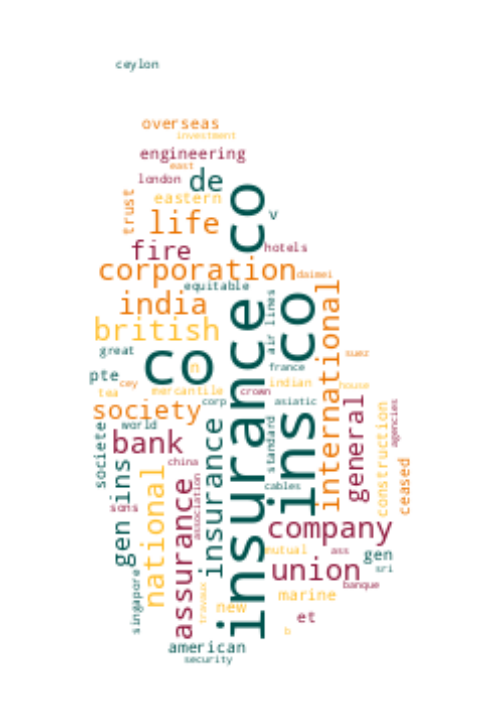 ceylon
overseas
investment
engineering
east
london
de
trust
eastern
co
v
life
fire
hotels
corporation
daimei
equitable
india
insurance
air lines
ins co
international
british
great
co
n
france
suez
pte
cey
tea
mercantile
crown
indian
house
society
corp
asiatic
general
construction
agencies
world
societe
bank
insurance
standard
china
gen ins
national
assurance
association
cables
ceased
sons
company
mutual
ass
gen
union
sri
singapore
travaux
banque
new
marine
et
b
american
security